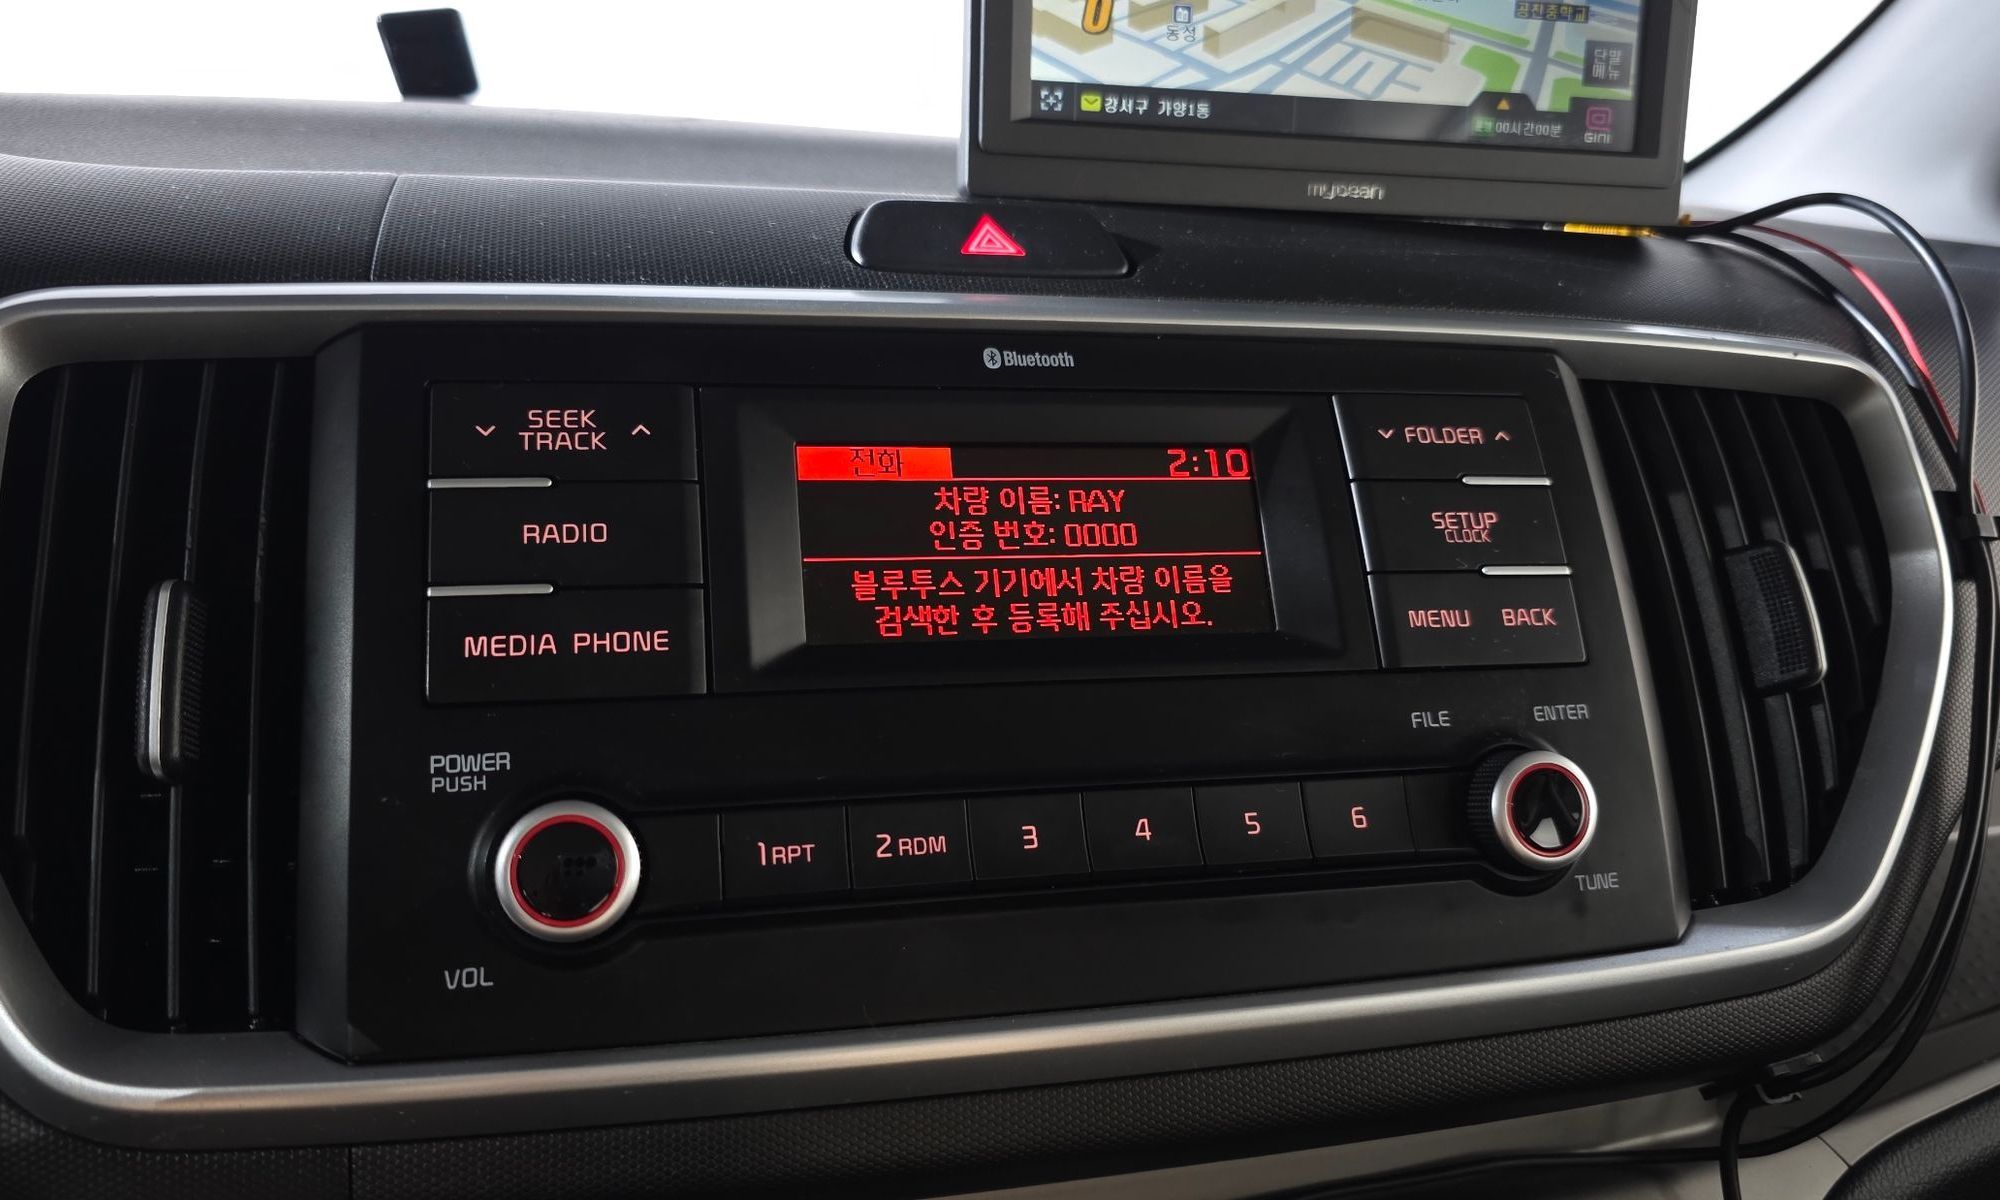 공진중학교
동성
단말
메뉴
강서구 가양1동
00시간00분
GINI
mydean
Bluetooth
SEEK
TRACK
RADIO
MEDIA PHONE
전화 2:10
차량 이름: RAY
인증 번호: 0000
블루투스 기기에서 차량 이름을
검색한 후 등록해 주십시오.
FOLDER
SETUP
CLOCK
MENU BACK
FILE ENTER
POWER
PUSH
1 RPT 2 RDM 3 4 5 6
TUNE
VOL